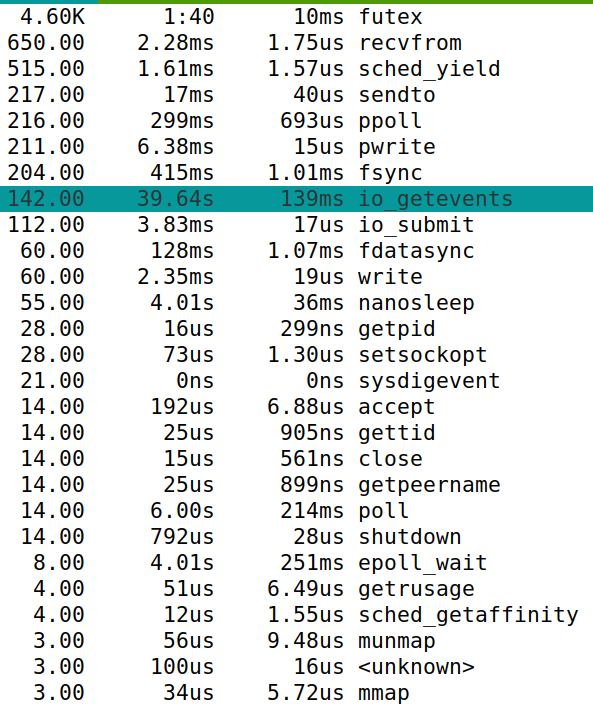 4.60K 1:40 10ms futex
650.00 2.28ms 1.75us recvfrom
515.00 1.61ms 1.57us sched_yield
217.00 17ms 40us sendto
216.00 299ms 693us ppoll
211.00 6.38ms 15us pwrite
204.00 415ms 1.01ms fsync
142.00 39.64s 139ms io_getevents
112.00 3.83ms 17us io_submit
60.00 128ms 1.07ms fdatasync
60.00 2.35ms 19us write
55.00 4.01s 36ms nanosleep
28.00 16us 299ns getpid
28.00 73us 1.30us setsockopt
21.00 0ns 0ns sysdigevent
14.00 192us 6.88us accept
14.00 25us 905ns gettid
14.00 15us 561ns close
14.00 25us 899ns getpeername
14.00 6.00s 214ms poll
14.00 792us 28us shutdown
8.00 4.01s 251ms epoll_wait
4.00 51us 6.49us getrusage
4.00 12us 1.55us sched_getaffinity
3.00 56us 9.48us munmap
3.00 100us 16us <unknown>
3.00 34us 5.72us mmap